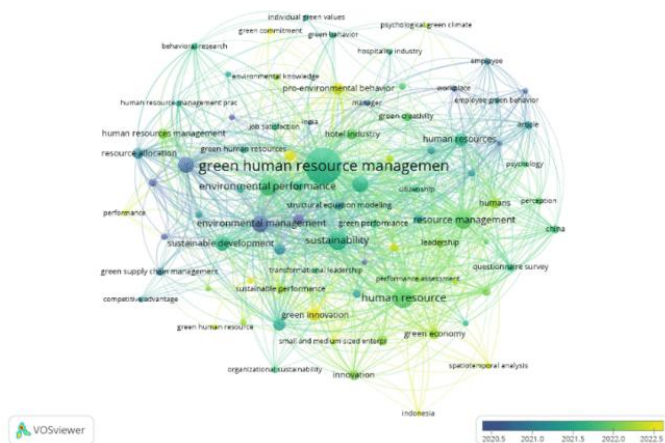 individual green values
psychological green climate
green commitment
green behavior
behavioral research
hospitality industry
employee
environmental knowledge
pro-environmental behavior
workplace
human resource management prac
manager
employee green behavior
green creativity
india
article
job satisfaction
human resources management
hotel industry
human resources
green human resources
resource allocation
green human resource managemen
psychology
environmental performance
citizenship
structural equation modeling
humans
perception
performance
environmental management
green performance
resource management
china
sustainable development
sustainability
leadership
green supply chain management
transformational leadership
questionnaire survey
performance assessment
sustainable performance
competitive advantage
human resource
green innovation
green human resource
small and medium-sized enterpr
green economy
organizational sustainability
innovation
spatiotemporal analysis
indonesia
VOSviewer
2020.5 2021.0 2021.5 2022.0 2022.5